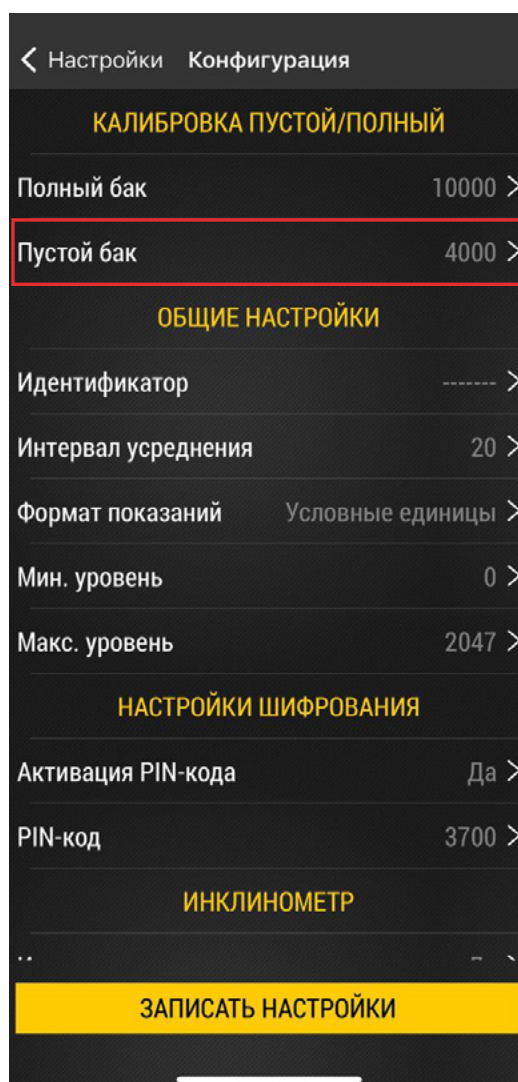 Настройки Конфигурация
КАЛИБРОВКА ПУСТОЙ/ПОЛНЫЙ
Полный бак 10000
Пустой бак 4000
ОБЩИЕ НАСТРОЙКИ
Идентификатор -------
Интервал усреднения 20
Формат показаний Условные единицы
Мин. уровень 0
Макс. уровень 2047
НАСТРОЙКИ ШИФРОВАНИЯ
Активация PIN-кода Да
PIN-код 3700
ИНКЛИНОМЕТР
ЗАПИСАТЬ НАСТРОЙКИ